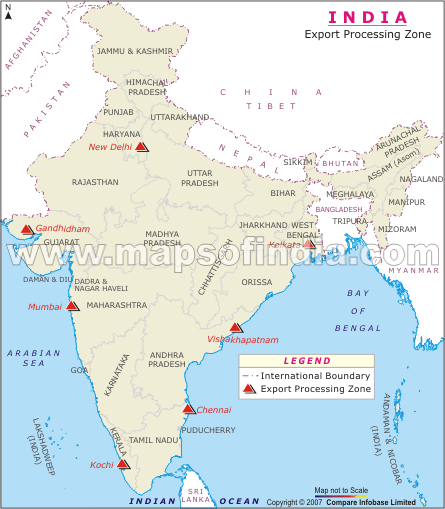 N
INDIA
Export Processing Zone
AFGHANISTAN
JAMMU & KASHMIR
HIMACHAL
PRADESH
CHINA
TIBET
PAKISTAN
PUNJAB
UTTARAKHAND
HARYANA
New Delhi
NEPAL
SIKKIM
BHUTAN
ARUNACHAL
PRADESH
ASSAM (Asom)
NAGALAND
RAJASTHAN
UTTAR
PRADESH
BIHAR
MEGHALAYA
MANIPUR
BANGLADESH
TRIPURA
MIZORAM
Gandhidham
GUJARAT
MADHYA
PRADESH
JHARKHAND
WEST
BENGAL
Kolkata
www.mapsofindia.com
CHHATTISGARH
MYANMAR
DAMAN & DIU
DADRA &
NAGAR HAVELI
ORISSA
Mumbai
MAHARASHTRA
BAY
OF
BENGAL
Vishakhapatnam
ARABIAN
SEA
ANDHRA
PRADESH
GOA
KARNATAKA
LEGEND
International Boundary
Export Processing Zone
Chennai
PUDUCHERRY
LAKSHADWEEP
(INDIA)
KERALA
TAMIL NADU
ANDAMAN & NICOBAR
(INDIA)
Kochi
SRI
LANKA
INDIAN OCEAN
Map not to Scale
Copyright © 2007 Compare Infobase Limited